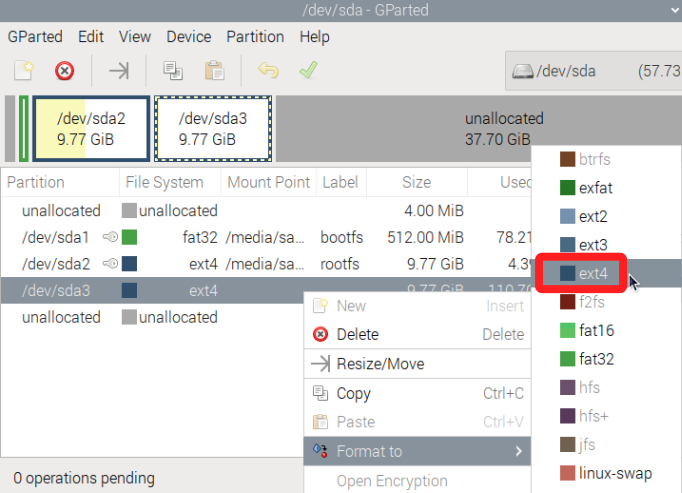 /dev/sda - GParted
GParted Edit View Device Partition Help
/dev/sda (57.73
/dev/sda2
9.77 GiB
/dev/sda3
9.77 GiB
unallocated
37.70 GiB
Partition File System Mount Point Label Size Used
unallocated unallocated 4.00 MiB
/dev/sda1 fat32 /media/sa... bootfs 512.00 MiB 78.21
/dev/sda2 ext4 /media/sa... rootfs 9.77 GiB 4.39
/dev/sda3 ext4 9.77 GiB 110.70
unallocated unallocated
New Insert
Delete Delete
Resize/Move
Copy Ctrl+C
Paste Ctrl+V
Format to
Open Encryption
btrfs
exfat
ext2
ext3
ext4
f2fs
fat16
fat32
hfs
hfs+
jfs
linux-swap
0 operations pending